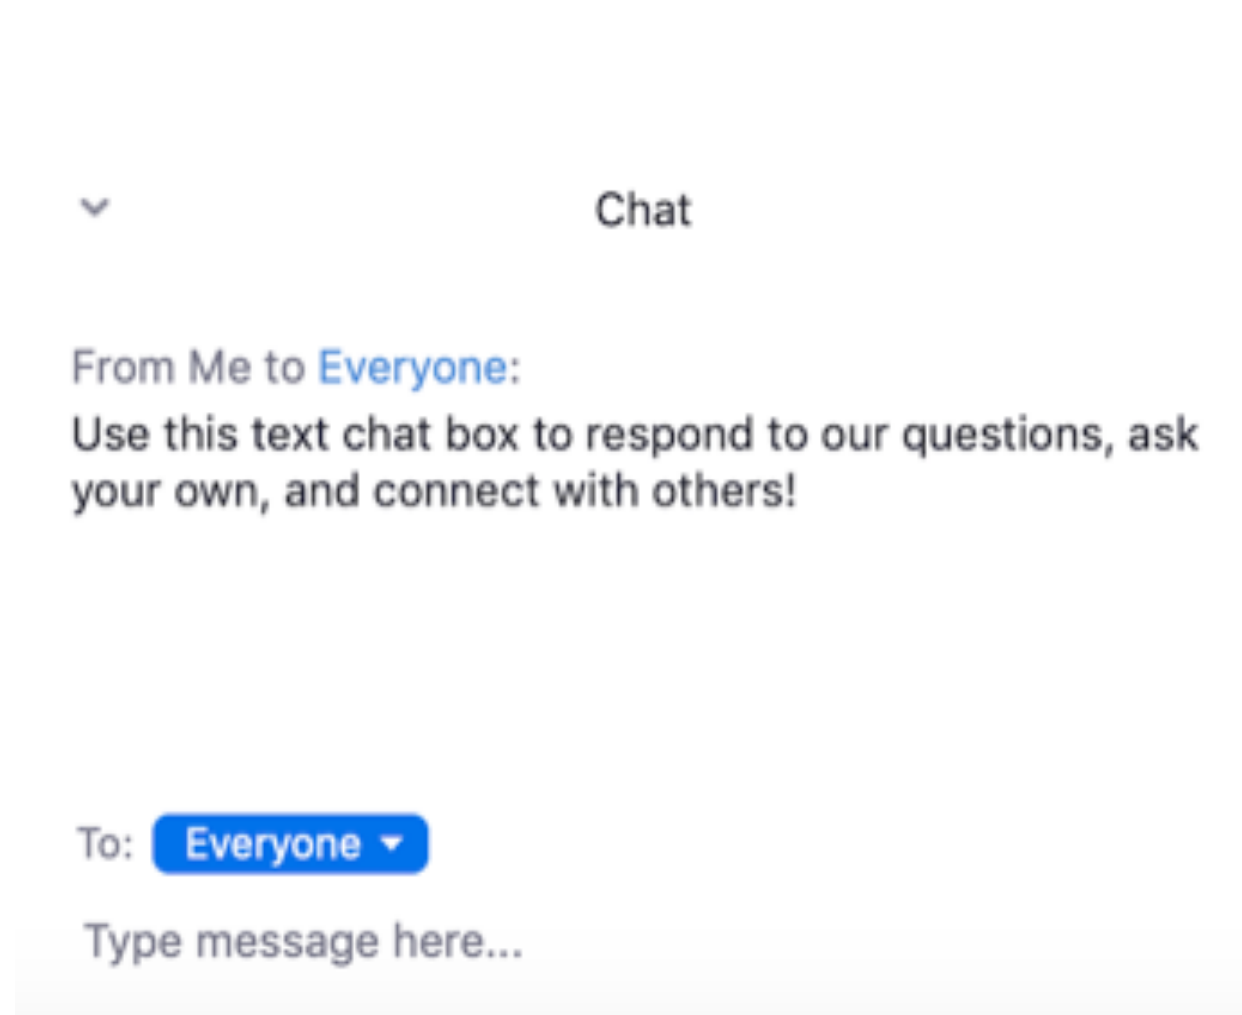 Chat
From Me to Everyone:
Use this text chat box to respond to our questions, ask
your own, and connect with others!
To: Everyone
Type message here...